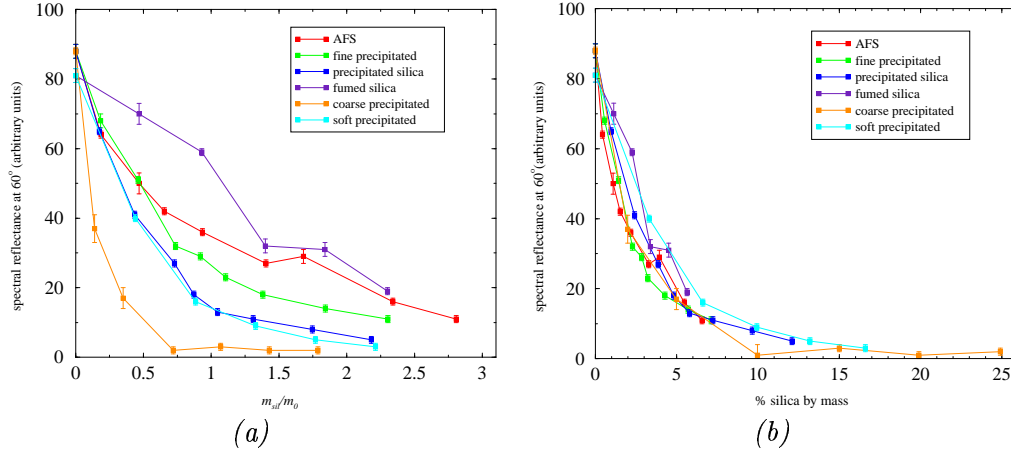 100
80
60
40
20
0
spectral reflectance at 60° (arbitrary units)
0 0.5 1 1.5 2 2.5 3
m_sil/m_0
AFS
fine precipitated
precipitated silica
fumed silica
coarse precipitated
soft precipitated
(a)
100
80
60
40
20
0
spectral reflectance at 60° (arbitrary units)
0 5 10 15 20 25
% silica by mass
AFS
fine precipitated
precipitated silica
fumed silica
coarse precipitated
soft precipitated
(b)